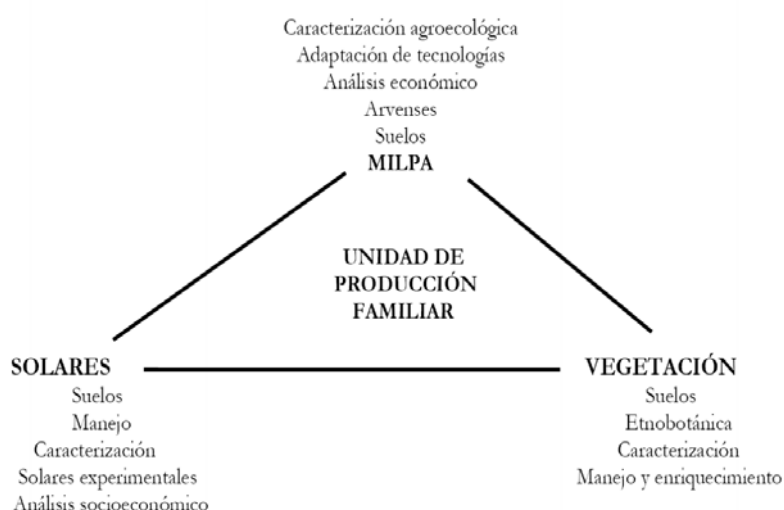 Caracterización agroecológica
Adaptación de tecnologías
Análisis económico
Arvenses
Suelos
MILPA
UNIDAD DE
PRODUCCIÓN
FAMILIAR
SOLARES
Suelos
Manejo
Caracterización
Solares experimentales
Análisis socioeconómico
VEGETACIÓN
Suelos
Etnobotánica
Caracterización
Manejo y enriquecimiento